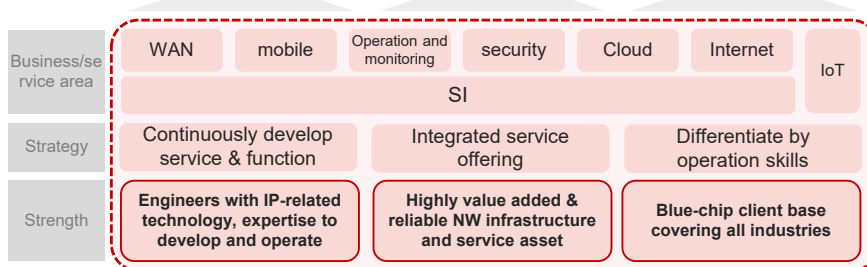 Business/se
rvice area
WAN
mobile
Operation and
monitoring
security
Cloud
Internet
IoT
SI
Strategy
Continuously develop
service & function
Integrated service
offering
Differentiate by
operation skills
Strength
Engineers with IP-related
technology, expertise to
develop and operate
Highly value added &
reliable NW infrastructure
and service asset
Blue-chip client base
covering all industries